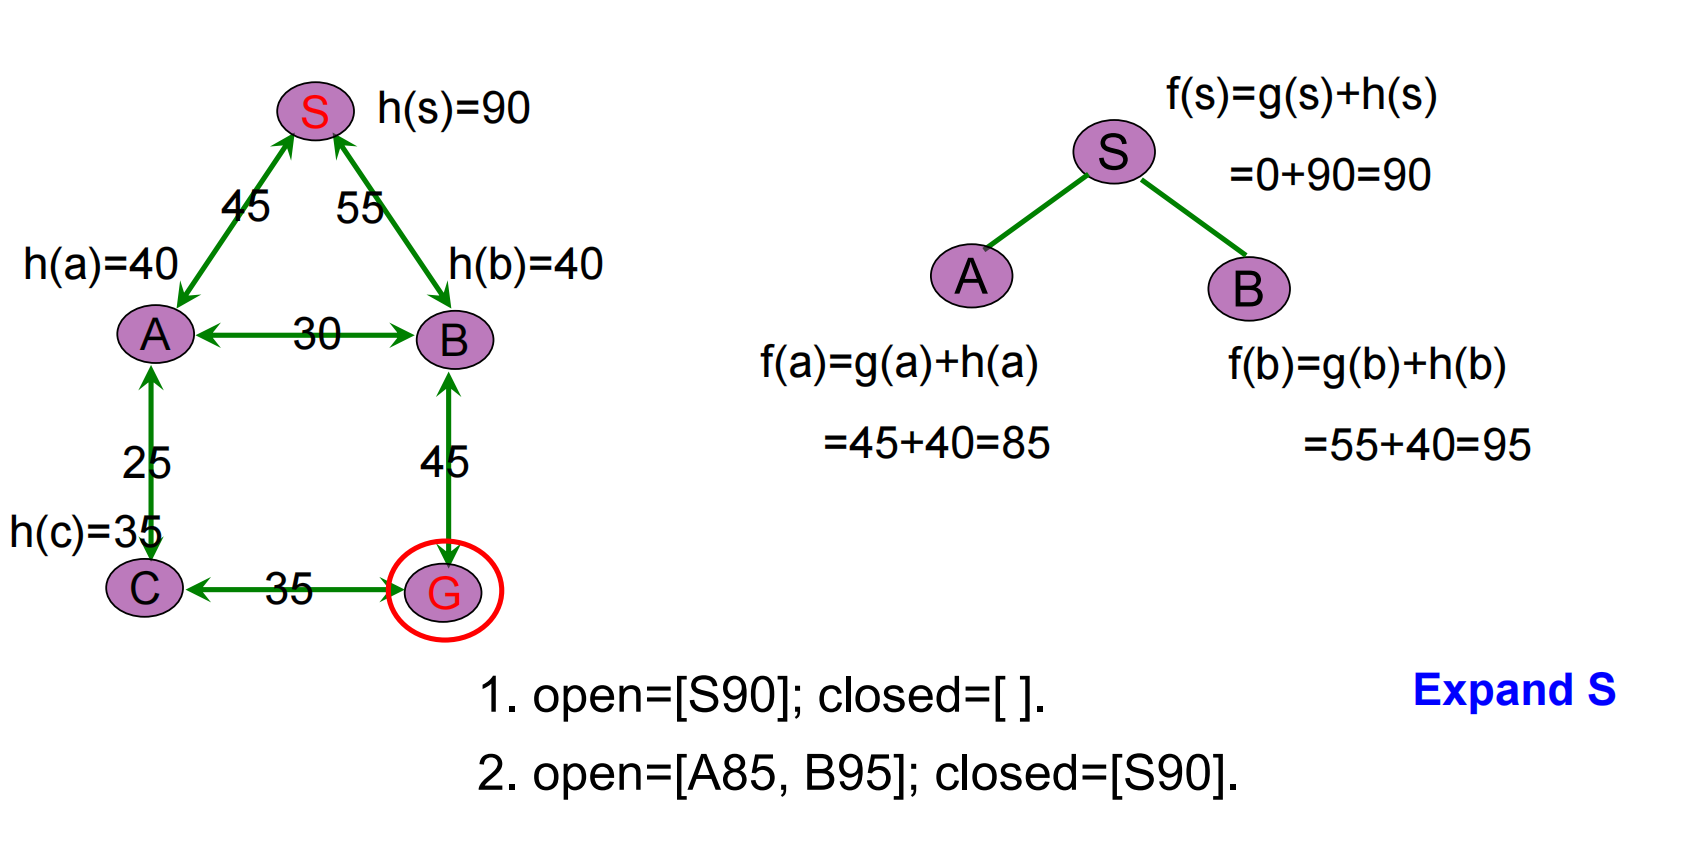 S
h(s)=90
45
55
h(a)=40
h(b)=40
A
30
B
25
45
h(c)=35
C
35
G
f(s)=g(s)+h(s)
S
=0+90=90
A
B
f(a)=g(a)+h(a)
f(b)=g(b)+h(b)
=45+40=85
=55+40=95
1. open=[S90]; closed=[ ].
Expand S
2. open=[A85, B95]; closed=[S90].